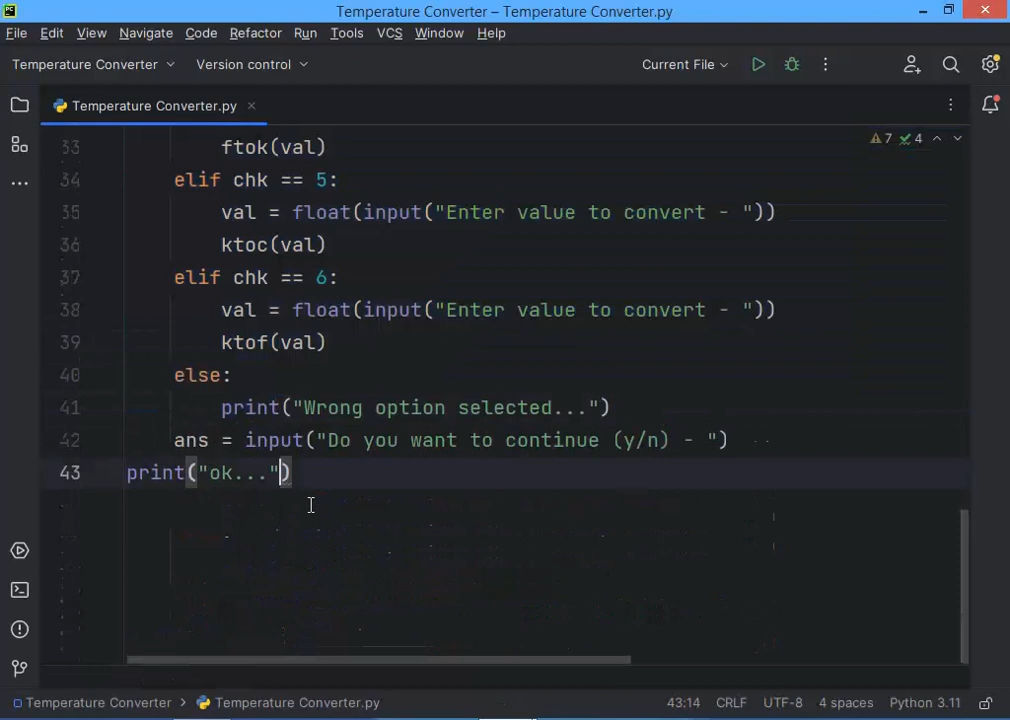 Temperature Converter – Temperature Converter.py
File Edit View Navigate Code Refactor Run Tools VCS Window Help
Temperature Converter Version control Current File
Temperature Converter.py
7 4
33 ftok(val)
34 elif chk == 5:
35 val = float(input("Enter value to convert - "))
36 ktoc(val)
37 elif chk == 6:
38 val = float(input("Enter value to convert - "))
39 ktof(val)
40 else:
41 print("Wrong option selected...")
42 ans = input("Do you want to continue (y/n) - ")
43 print("ok...")
Temperature Converter > Temperature Converter.py 43:14 CRLF UTF-8 4 spaces Python 3.11